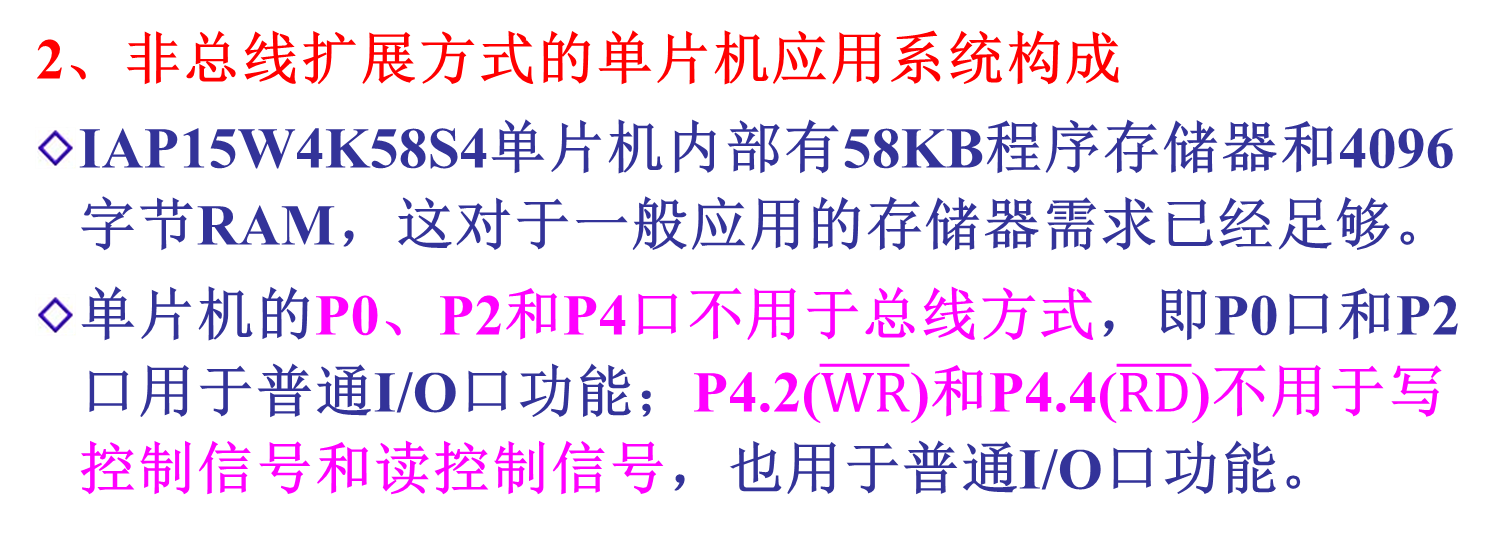 2、非总线扩展方式的单片机应用系统构成
◇IAP15W4K58S4单片机内部有58KB程序存储器和4096
字节RAM，这对于一般应用的存储器需求已经足够。
◇单片机的P0、P2和P4口不用于总线方式，即P0口和P2
口用于普通I/O口功能；P4.2(W̅R̅)和P4.4(R̅D̅)不用于写
控制信号和读控制信号，也用于普通I/O口功能。